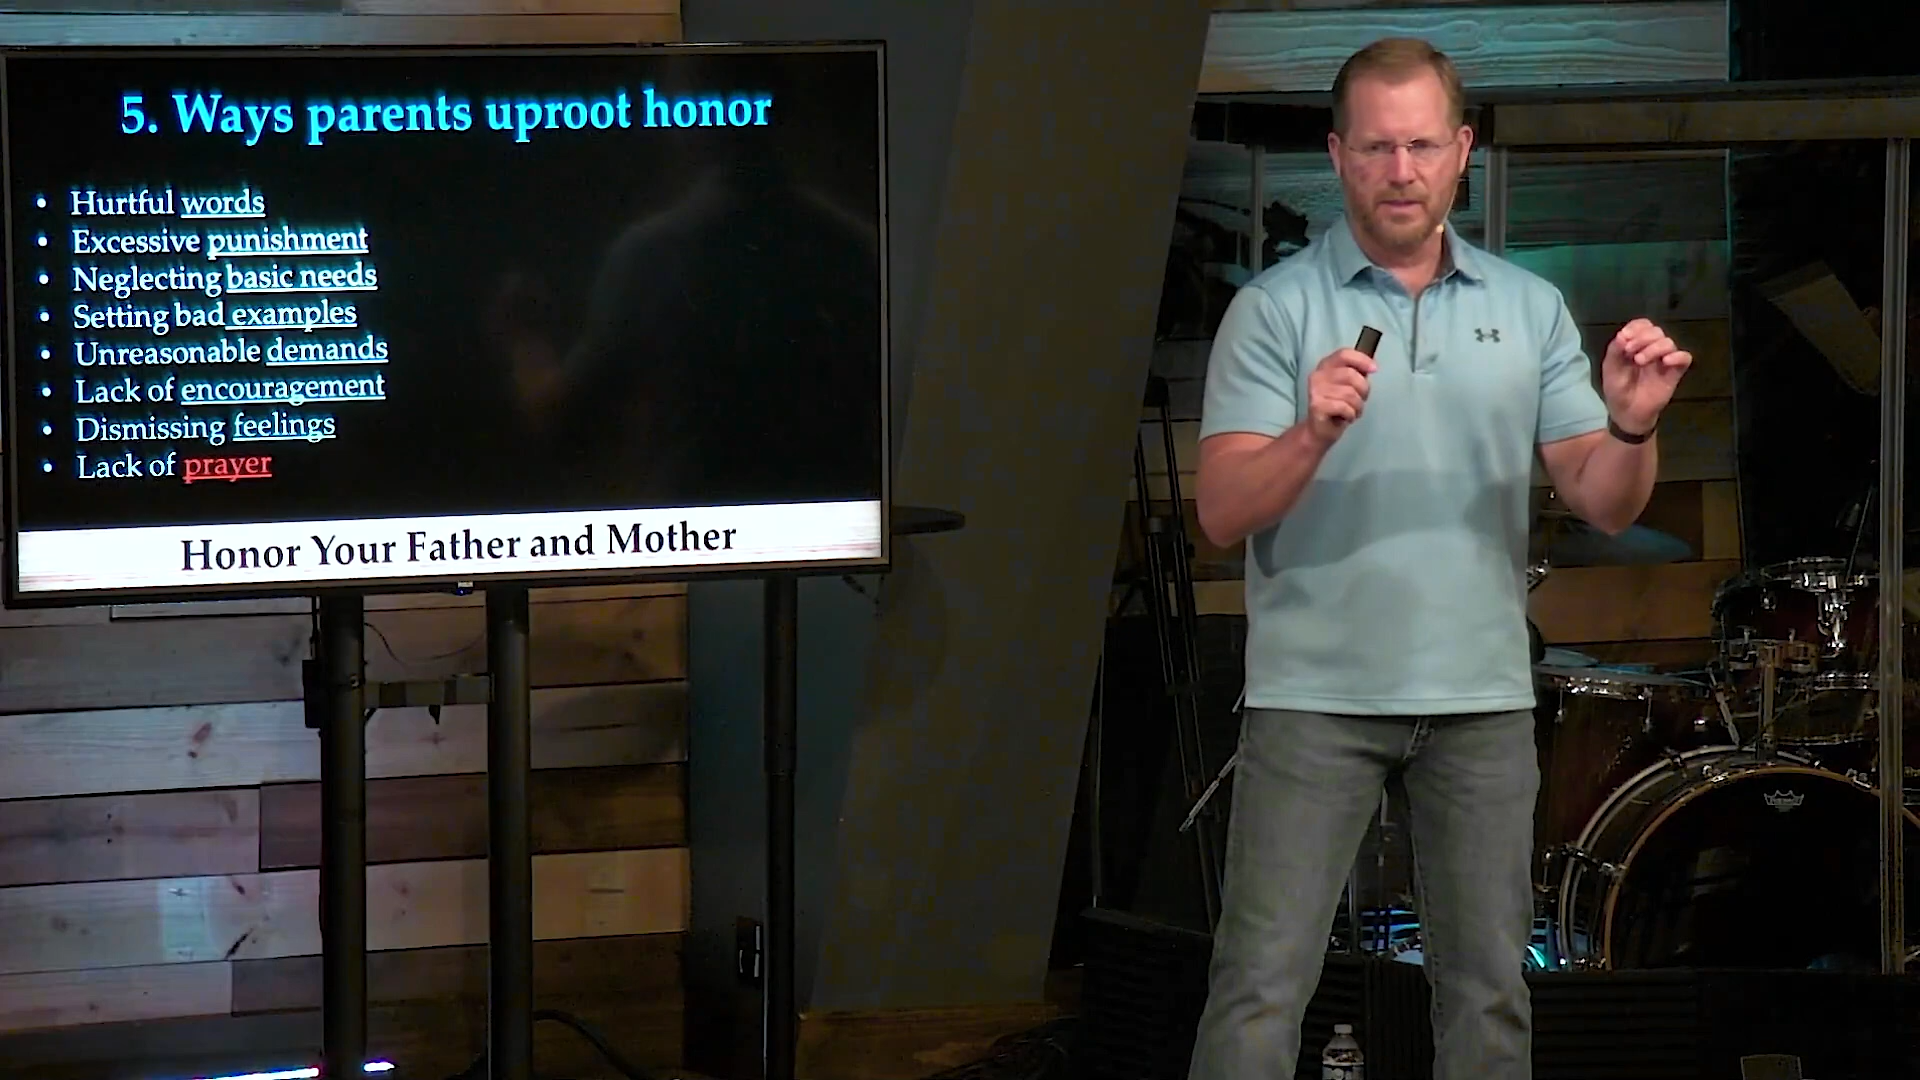 5. Ways parents uproot honor
• Hurtful words
• Excessive punishment
• Neglecting basic needs
• Setting bad examples
• Unreasonable demands
• Lack of encouragement
• Dismissing feelings
• Lack of prayer
Honor Your Father and Mother